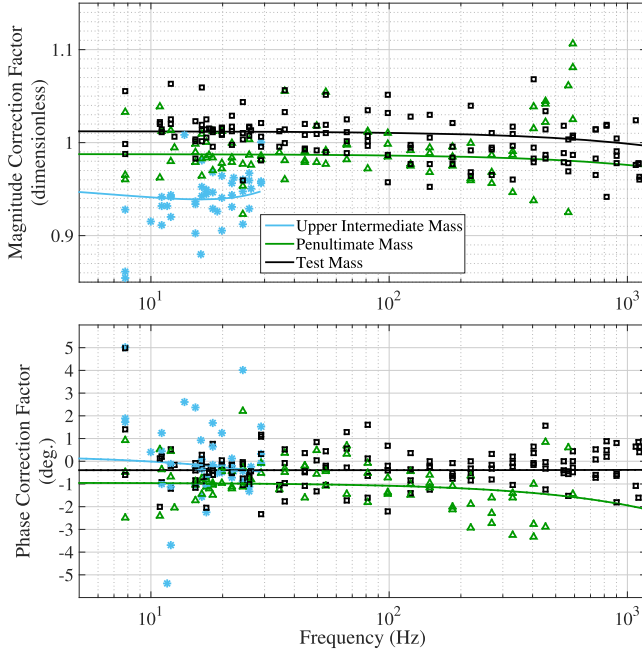 Magnitude Correction Factor
(dimensionless)
1.1
1
0.9
10^1
10^2
10^3
Upper Intermediate Mass
Penultimate Mass
Test Mass
Phase Correction Factor
(deg.)
5
4
3
2
1
0
-1
-2
-3
-4
-5
10^1
10^2
10^3
Frequency (Hz)